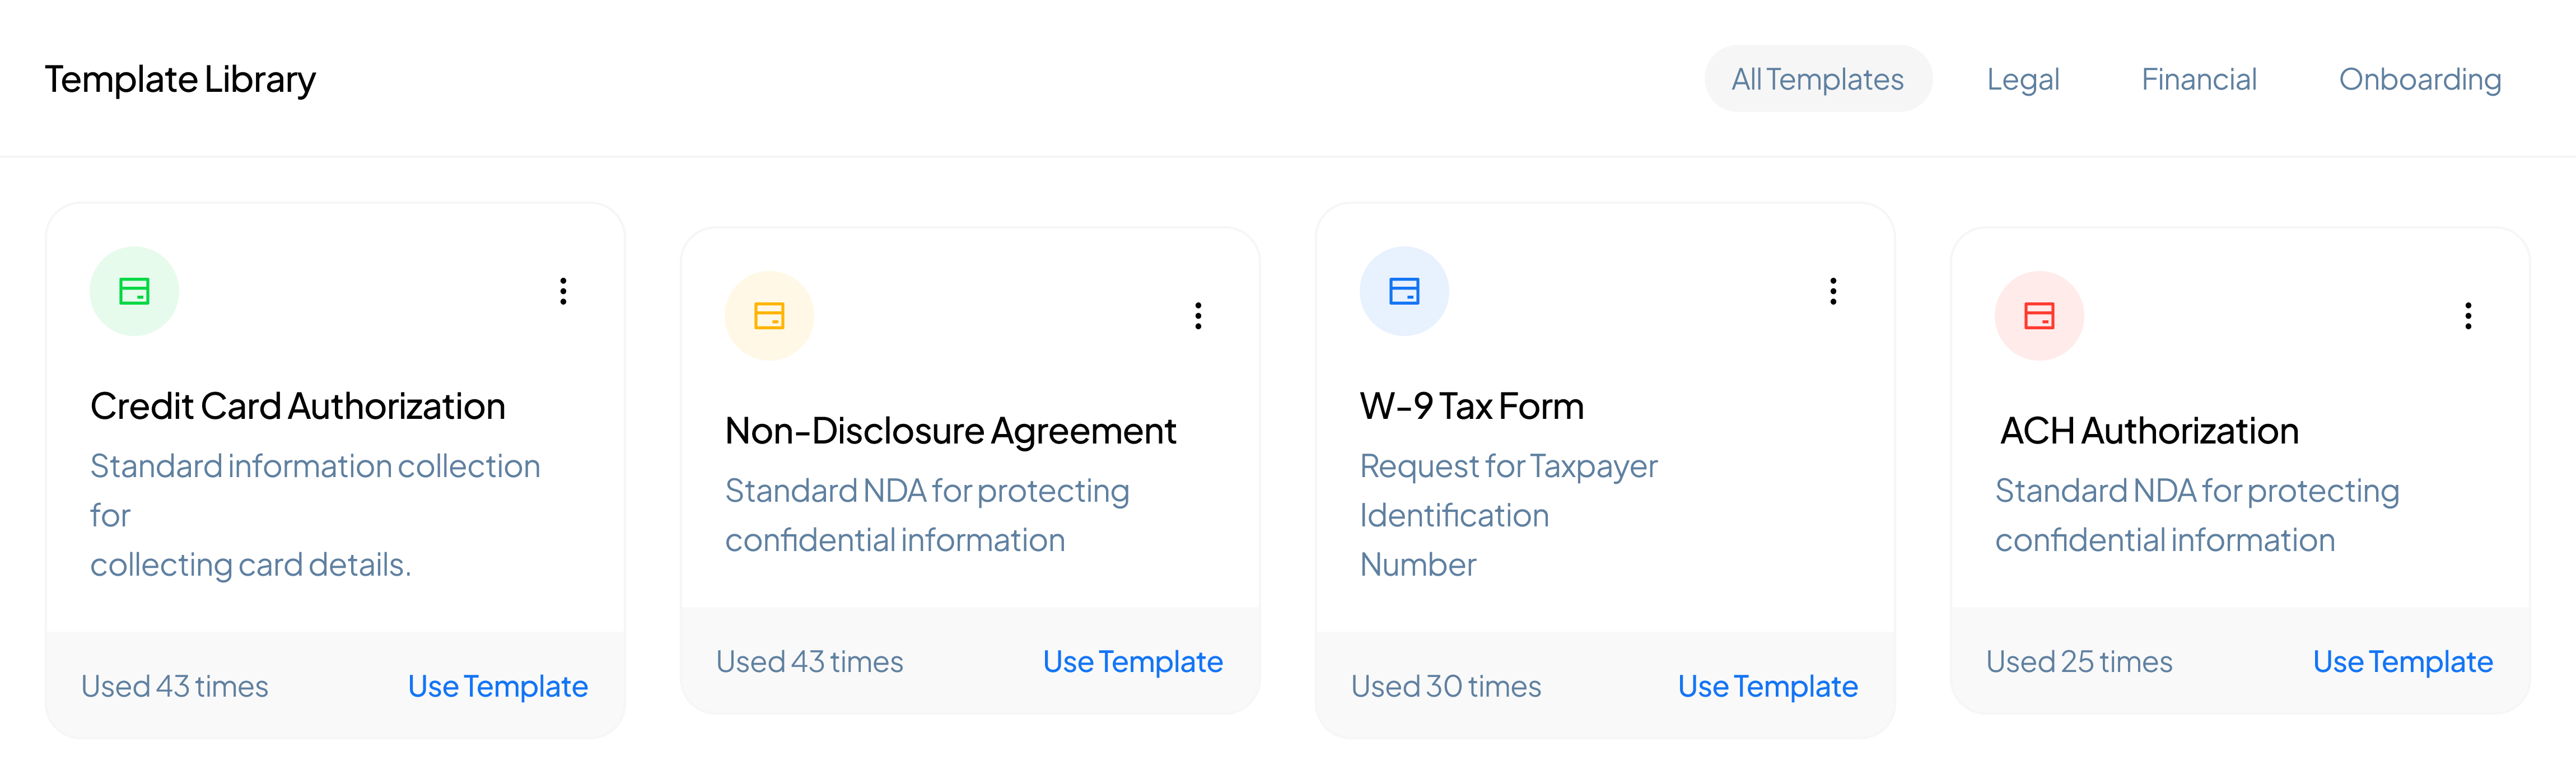 Template Library
All Templates
Legal
Financial
Onboarding
Credit Card Authorization
Standard information collection
for
collecting card details.
Used 43 times
Use Template
Non-Disclosure Agreement
Standard NDA for protecting
confidential information
Used 43 times
Use Template
W-9 Tax Form
Request for Taxpayer
Identification
Number
Used 30 times
Use Template
ACH Authorization
Standard NDA for protecting
confidential information
Used 25 times
Use Template